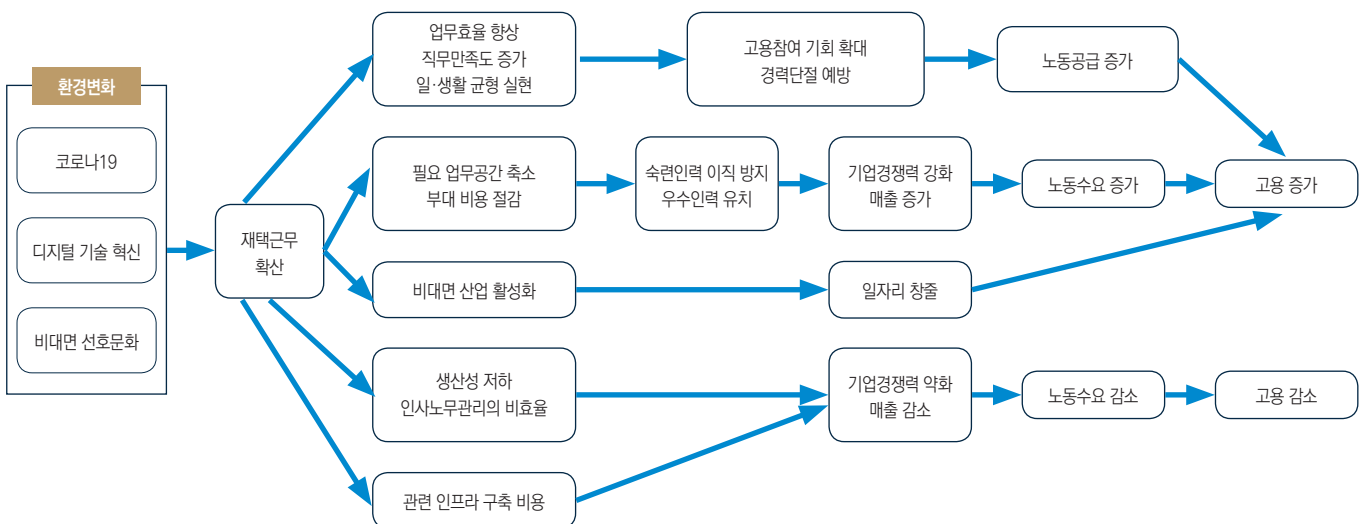 환경변화
코로나19
디지털 기술 혁신
비대면 선호문화
재택근무
확산
업무효율 향상
직무만족도 증가
일·생활 균형 실현
고용참여 기회 확대
경력단절 예방
노동공급 증가
필요 업무공간 축소
부대 비용 절감
숙련인력 이직 방지
우수인력 유치
기업경쟁력 강화
매출 증가
노동수요 증가
고용 증가
비대면 산업 활성화
일자리 창줄
생산성 저하
인사노무관리의 비효율
기업경쟁력 약화
매출 감소
노동수요 감소
고용 감소
관련 인프라 구축 비용